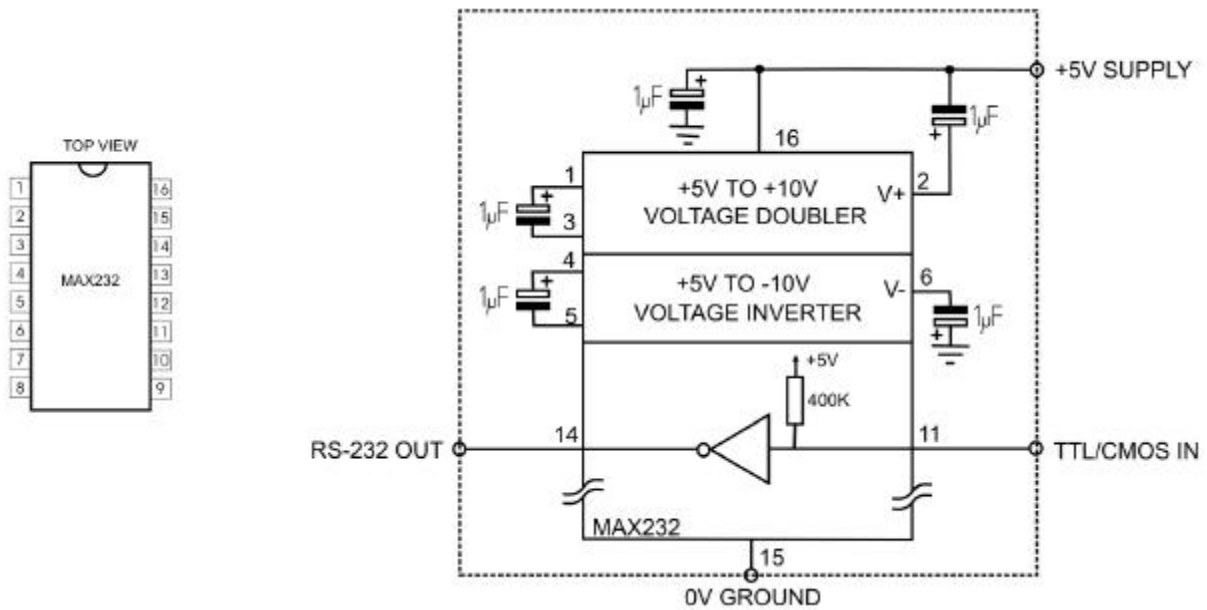 TOP VIEW
1
2
3
4
5
6
7
8
MAX232
16
15
14
13
12
11
10
9
+5V SUPPLY
1µF
+
1µF
+
16
1
+
1µF
3
+5V TO +10V
VOLTAGE DOUBLER
V+
2
4
+
1µF
5
+5V TO -10V
VOLTAGE INVERTER
V-
6
1µF
+
+5V
400K
RS-232 OUT
14
11
TTL/CMOS IN
MAX232
15
0V GROUND